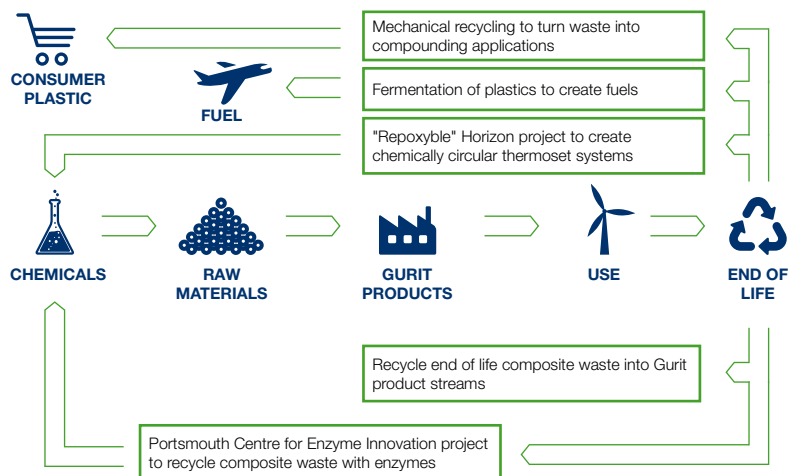 Mechanical recycling to turn waste into
compounding applications
CONSUMER
PLASTIC
Fermentation of plastics to create fuels
FUEL
"Repoxyble" Horizon project to create
chemically circular thermoset systems
CHEMICALS
RAW
MATERIALS
GURIT
PRODUCTS
USE
END OF
LIFE
Recycle end of life composite waste into Gurit
product streams
Portsmouth Centre for Enzyme Innovation project
to recycle composite waste with enzymes